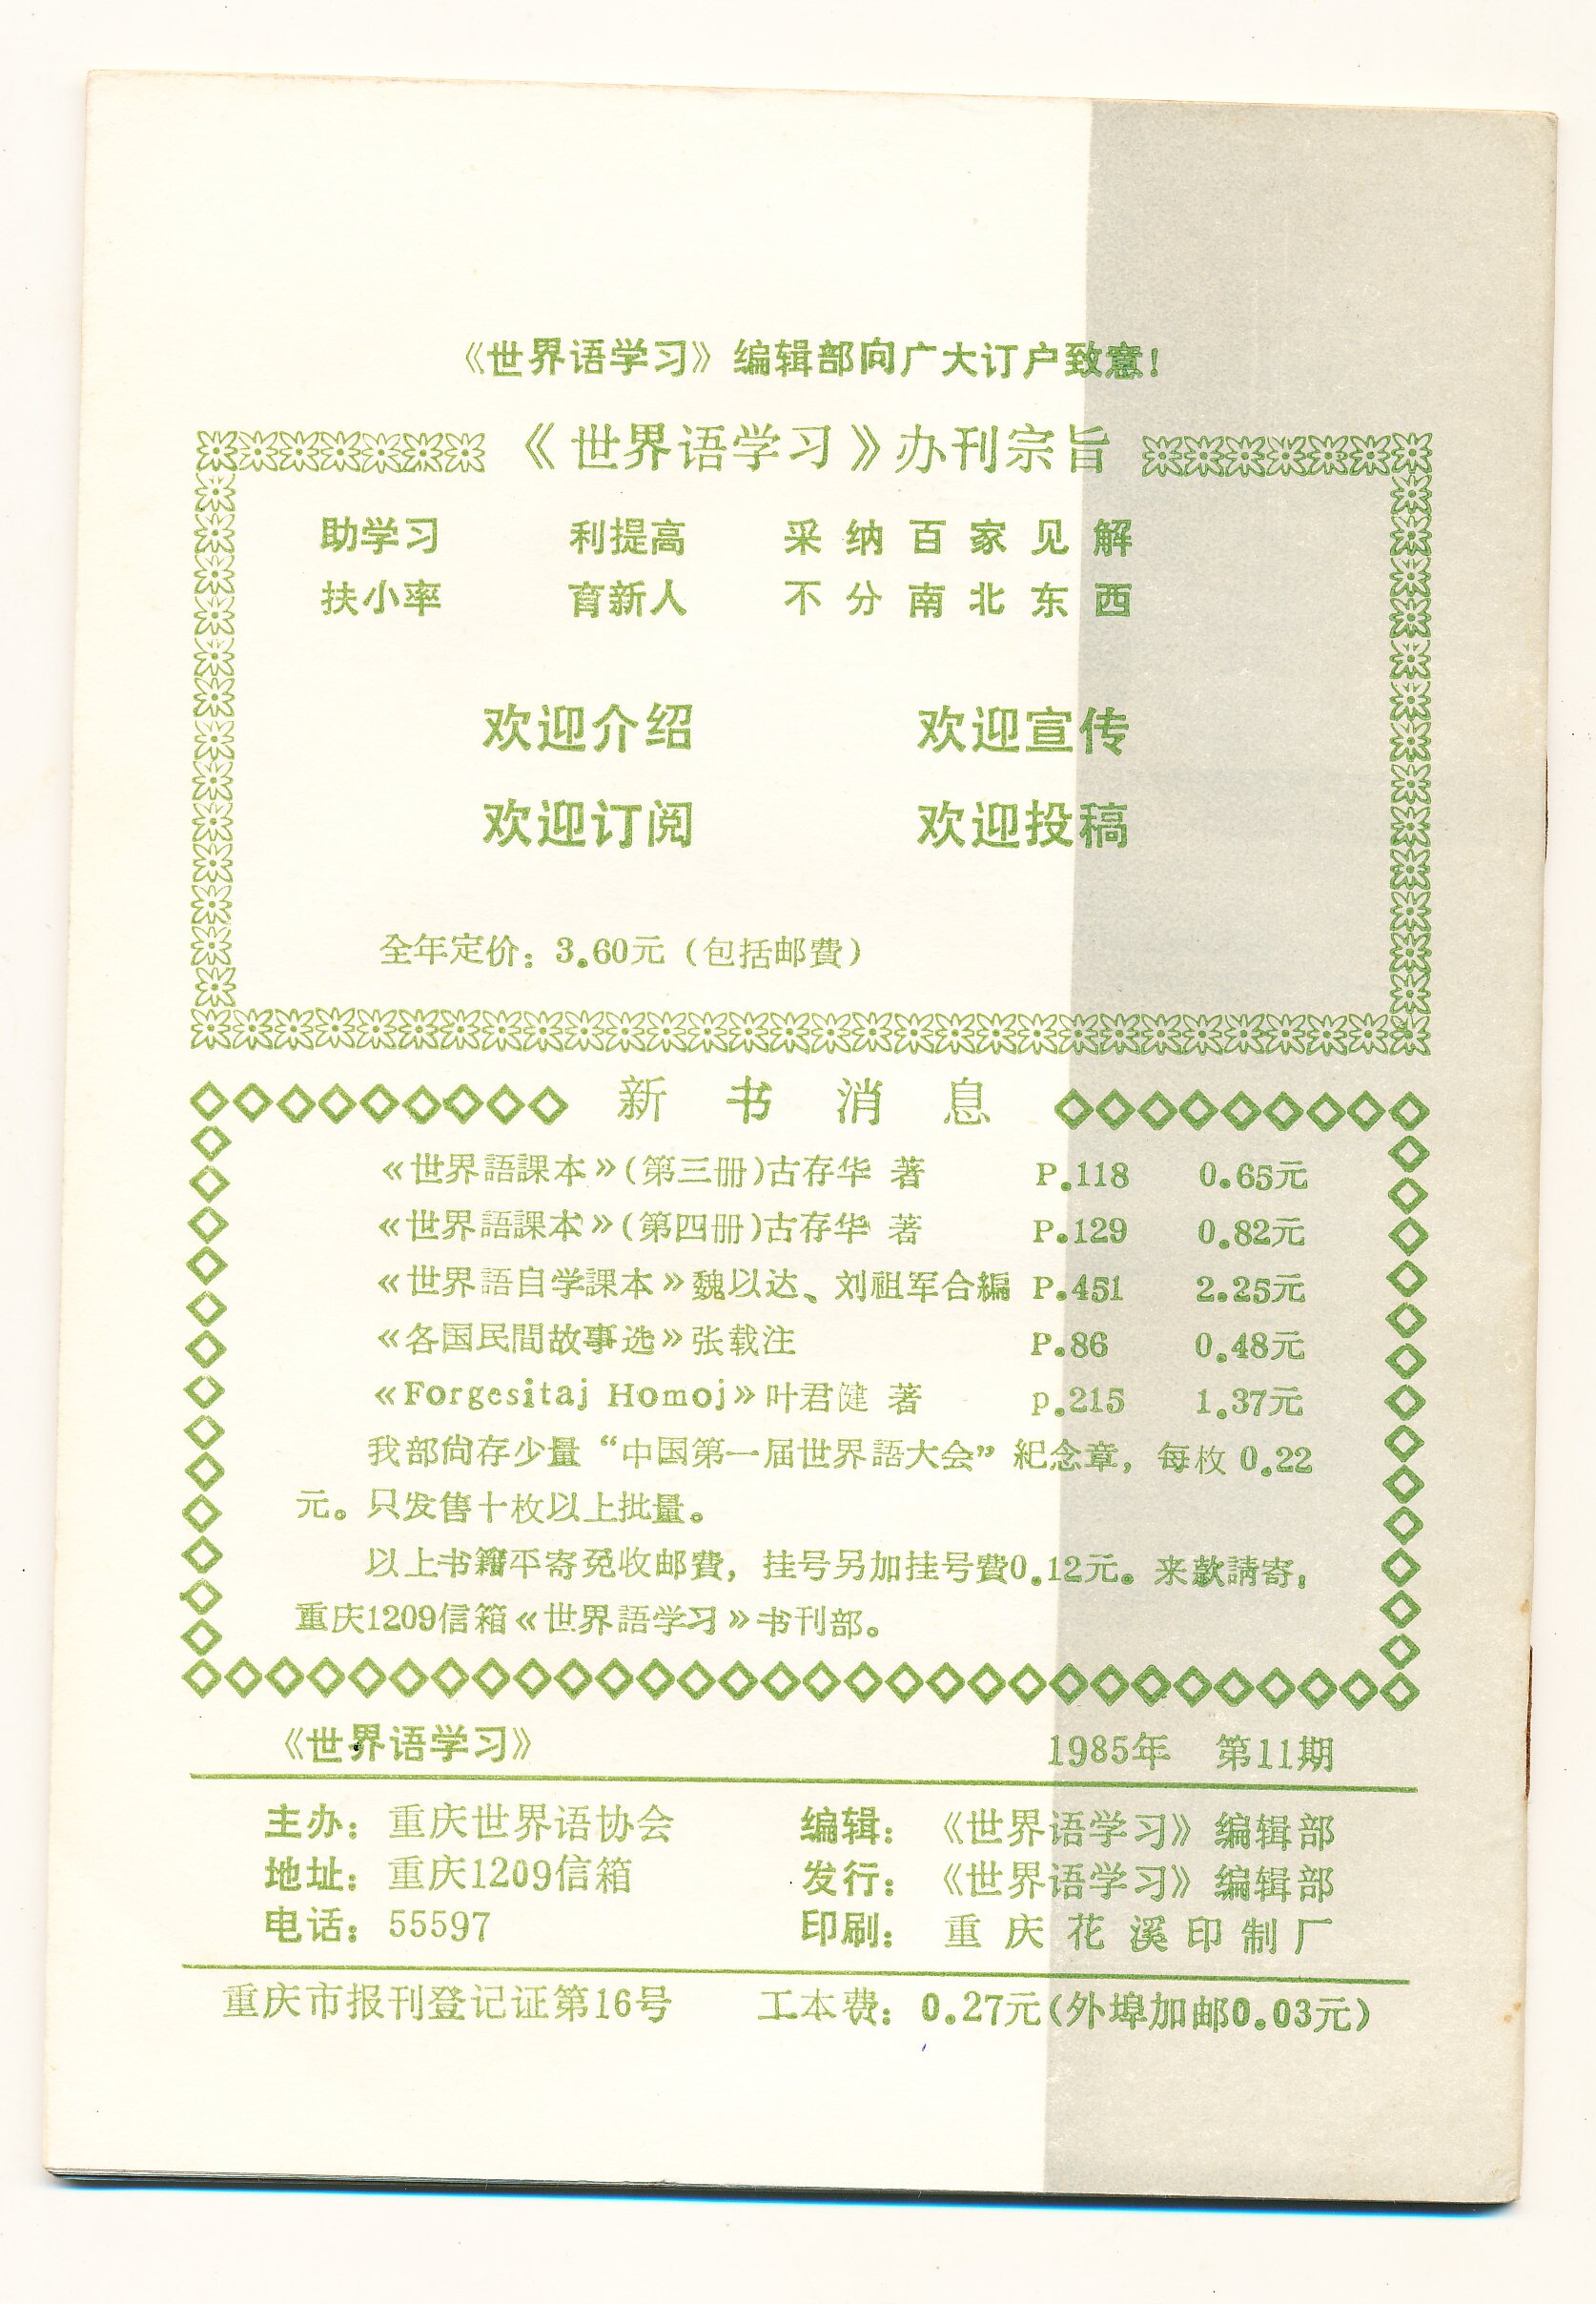 《世界语学习》编辑部向广大订户致意！
《世界语学习》办刊宗旨
助学习 利提高 采纳百家见解
扶小率 育新人 不分南北东西
欢迎介绍 欢迎宣传
欢迎订阅 欢迎投稿
全年定价：3.60元（包括邮費）
新书消息
《世界語課本》(第三册)古存华 著 P.118 0.65元
《世界語課本》(第四册)古存华 著 P.129 0.82元
《世界語自学課本》魏以达、刘祖军合編 P.451 2.25元
《各国民間故事选》张载注 P.86 0.48元
《Forgesitaj Homoj》叶君健 著 p.215 1.37元
我部尙存少量“中国第一届世界語大会”紀念章，每枚 0.22
元。只发售十枚以上批量。
以上书籍平寄免收邮費，挂号另加挂号費0.12元。来款請寄：
重庆1209信箱《世界語学习》书刊部。
《世界语学习》 1985年 第11期
主办：重庆世界语协会 编辑：《世界语学习》编辑部
地址：重庆1209信箱 发行：《世界语学习》编辑部
电话：55597 印刷：重庆花溪印制厂
重庆市报刊登记证第16号 工本费：0.27元(外埠加邮0.03元)